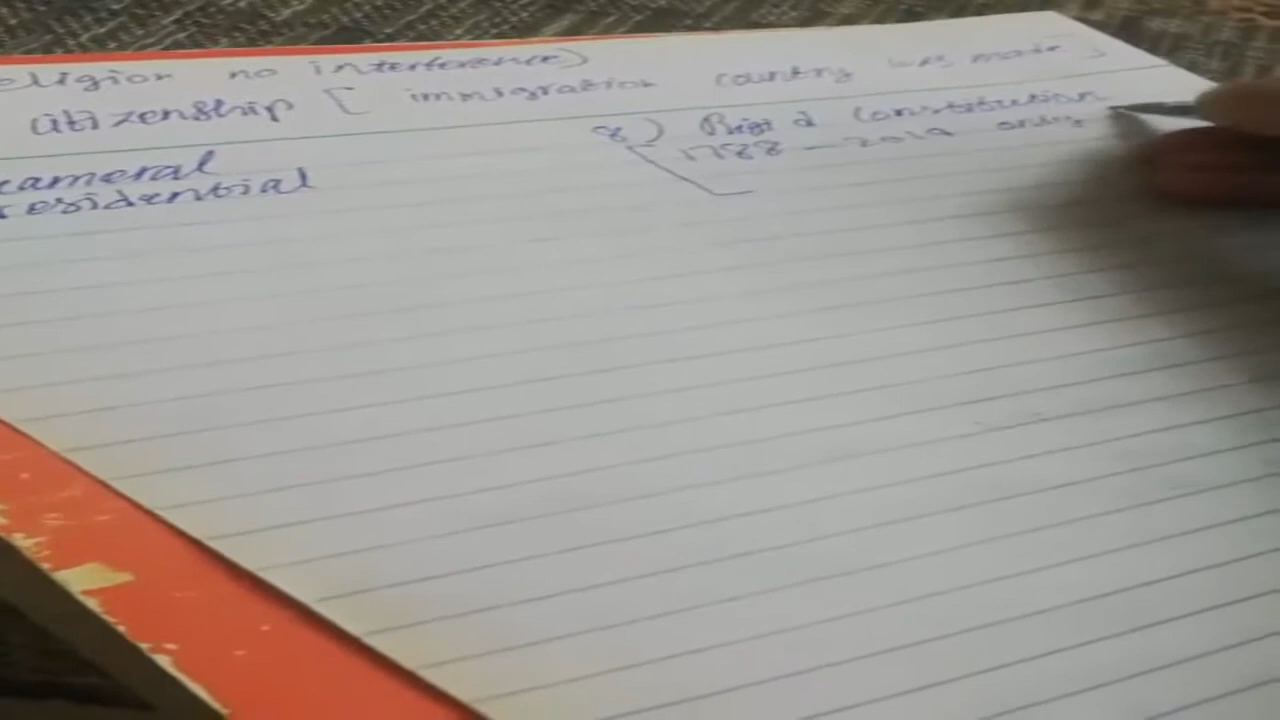 eligion no interference)
citizenship [ immigration country was made ]
cameral
residential
8) Rigid Constitution
1788 - 2019 only